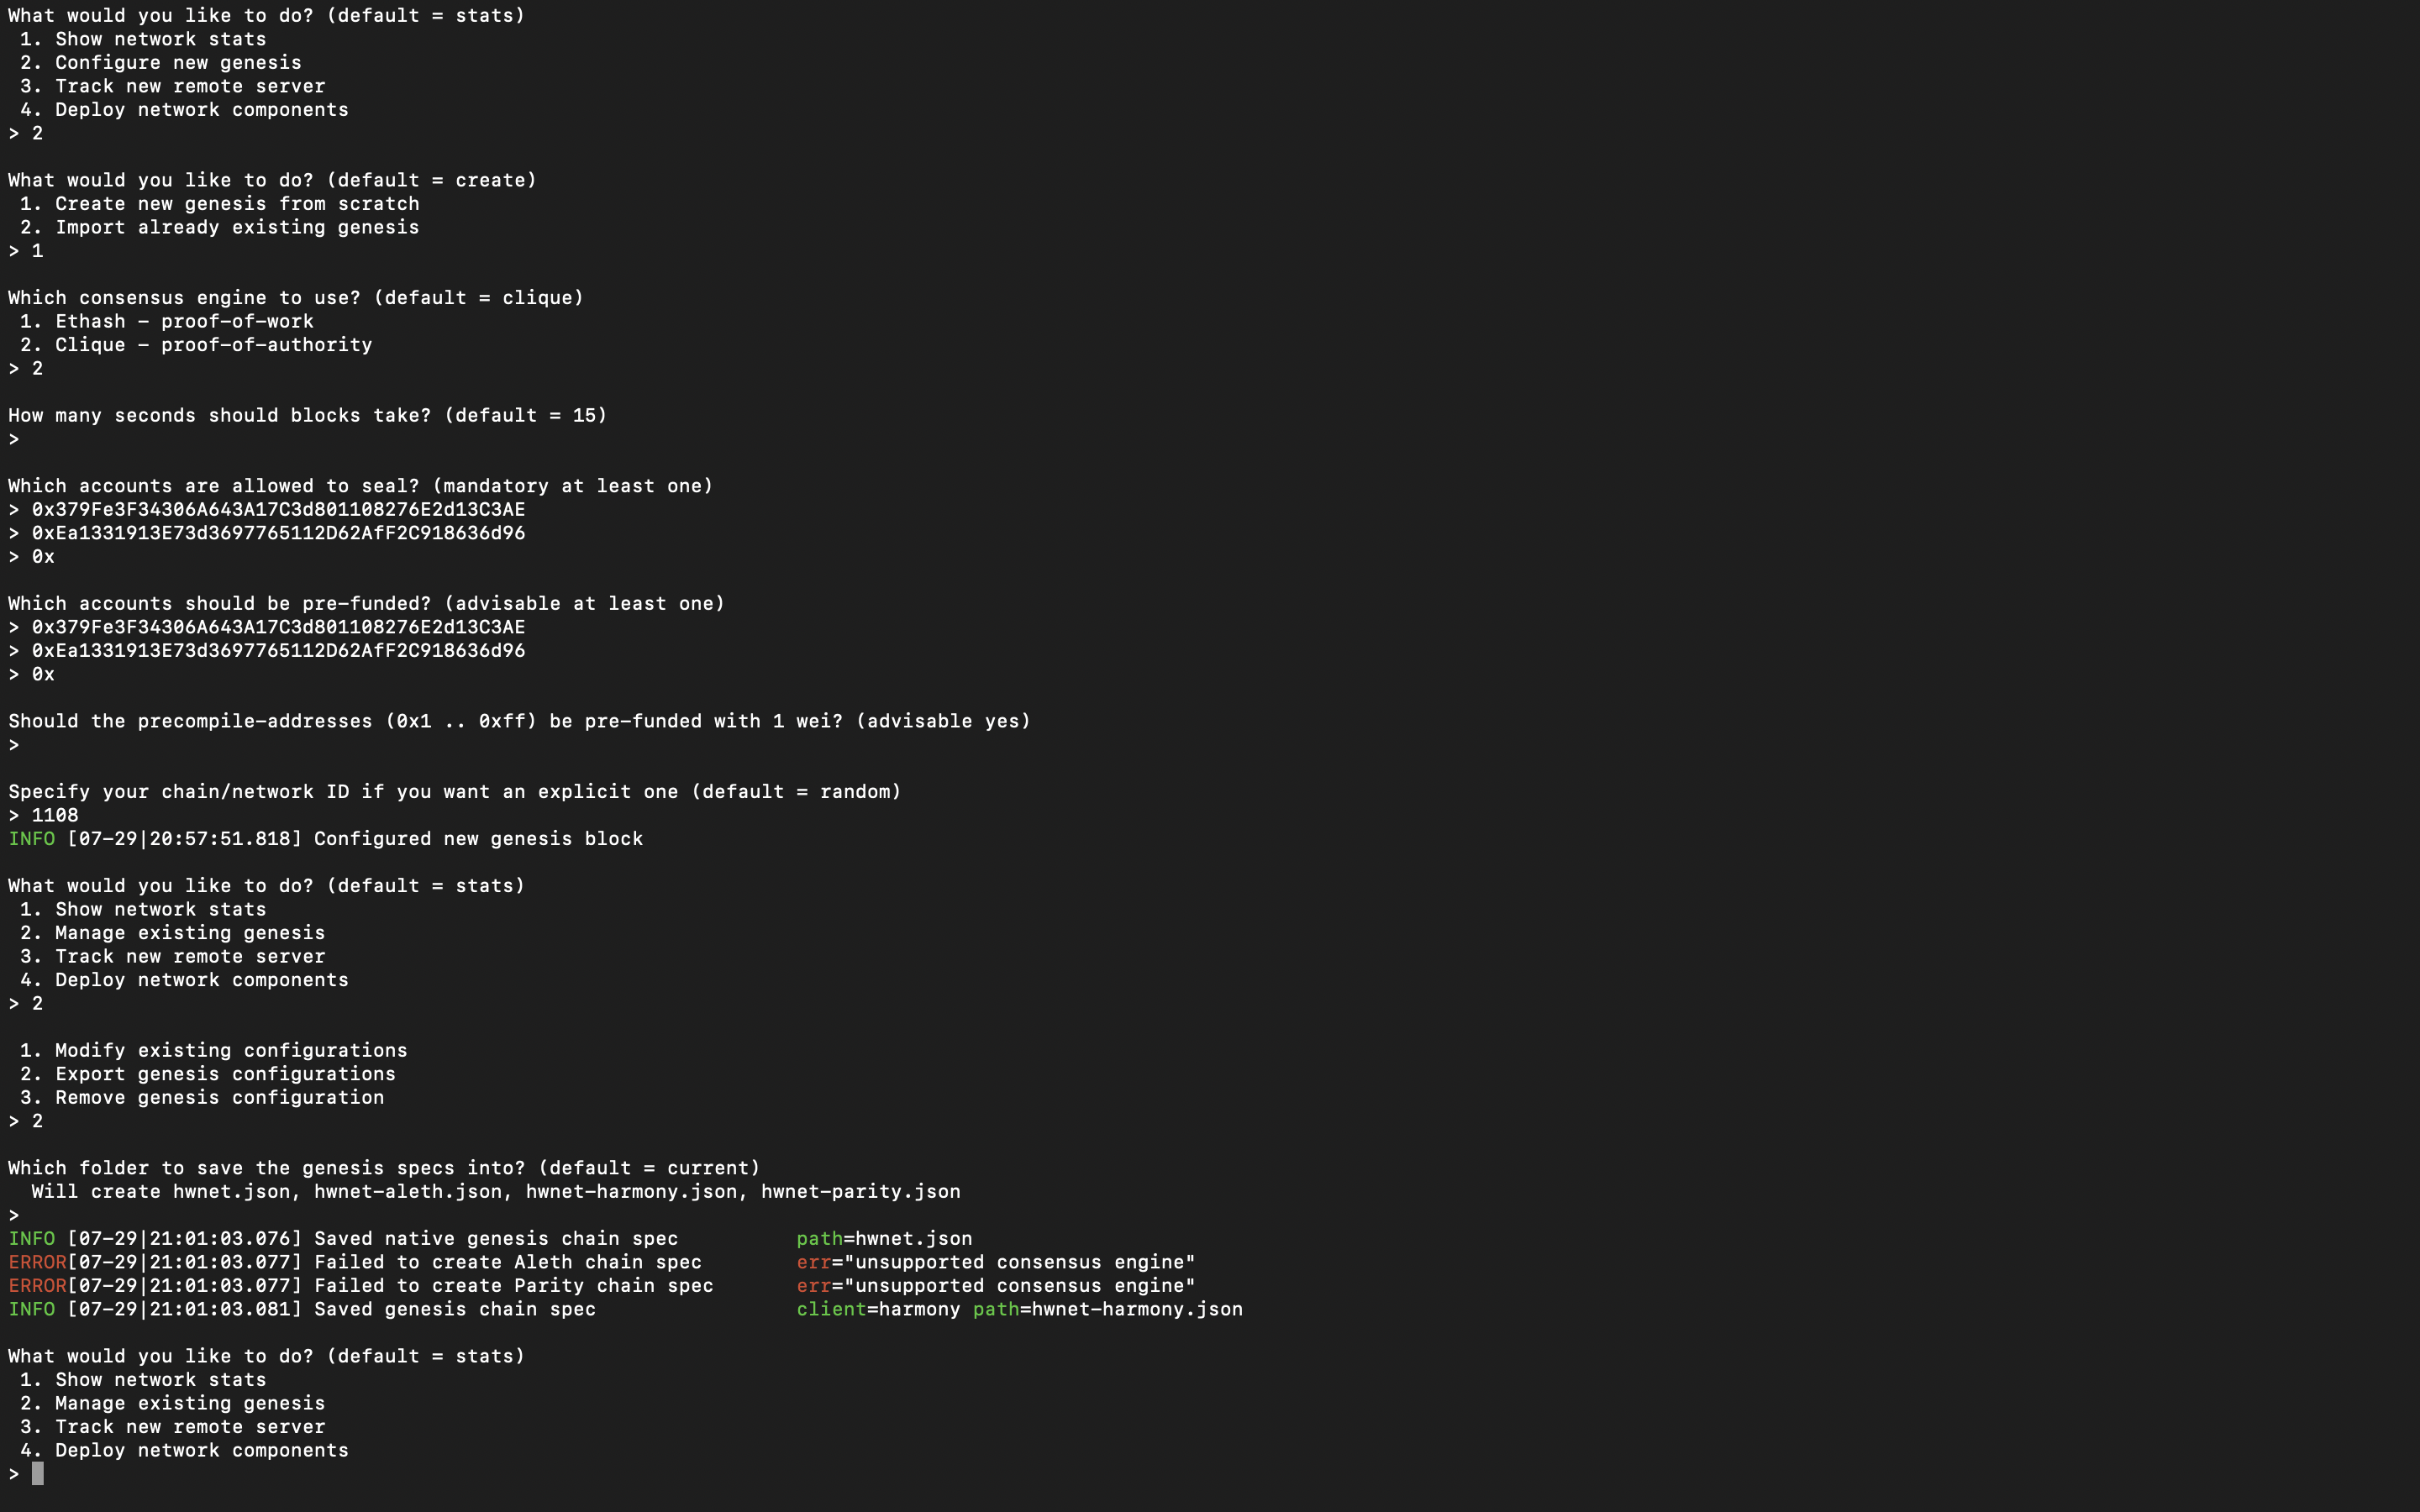 What would you like to do? (default = stats)
 1. Show network stats
 2. Configure new genesis
 3. Track new remote server
 4. Deploy network components
> 2

What would you like to do? (default = create)
 1. Create new genesis from scratch
 2. Import already existing genesis
> 1

Which consensus engine to use? (default = clique)
 1. Ethash - proof-of-work
 2. Clique - proof-of-authority
> 2

How many seconds should blocks take? (default = 15)
>

Which accounts are allowed to seal? (mandatory at least one)
> 0x379Fe3F34306A643A17C3d801108276E2d13C3AE
> 0xEa1331913E73d3697765112D62AfF2C918636d96
> 0x

Which accounts should be pre-funded? (advisable at least one)
> 0x379Fe3F34306A643A17C3d801108276E2d13C3AE
> 0xEa1331913E73d3697765112D62AfF2C918636d96
> 0x

Should the precompile-addresses (0x1 .. 0xff) be pre-funded with 1 wei? (advisable yes)
>

Specify your chain/network ID if you want an explicit one (default = random)
> 1108
INFO [07-29|20:57:51.818] Configured new genesis block

What would you like to do? (default = stats)
 1. Show network stats
 2. Manage existing genesis
 3. Track new remote server
 4. Deploy network components
> 2

 1. Modify existing configurations
 2. Export genesis configurations
 3. Remove genesis configuration
> 2

Which folder to save the genesis specs into? (default = current)
  Will create hwnet.json, hwnet-aleth.json, hwnet-harmony.json, hwnet-parity.json
>
INFO [07-29|21:01:03.076] Saved native genesis chain spec          path=hwnet.json
ERROR[07-29|21:01:03.077] Failed to create Aleth chain spec        err="unsupported consensus engine"
ERROR[07-29|21:01:03.077] Failed to create Parity chain spec       err="unsupported consensus engine"
INFO [07-29|21:01:03.081] Saved genesis chain spec                 client=harmony path=hwnet-harmony.json

What would you like to do? (default = stats)
 1. Show network stats
 2. Manage existing genesis
 3. Track new remote server
 4. Deploy network components
>